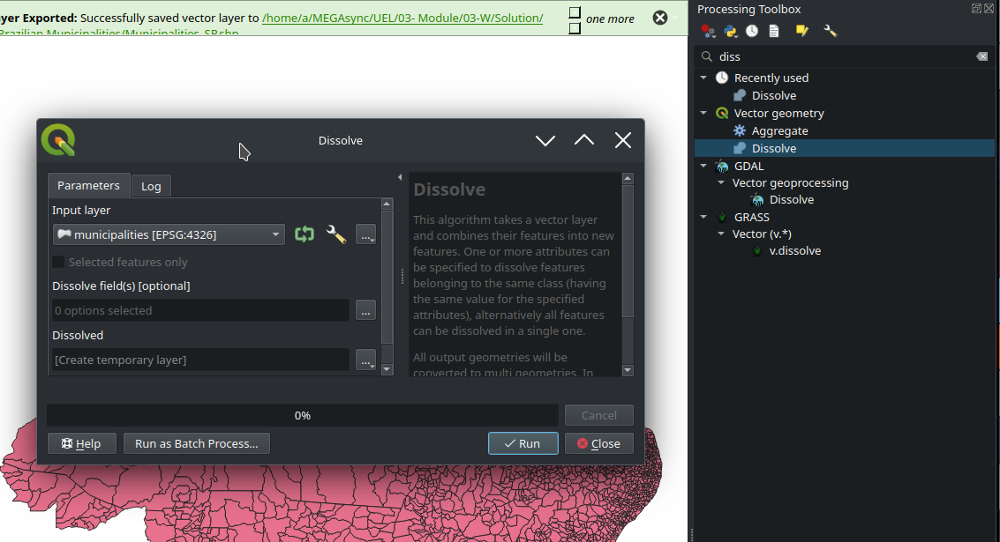 yer Exported: Successfully saved vector layer to /home/a/MEGAsync/UEL/03- Module/03-W/Solution/
Brazilian Municipalities/Municipalities_SP.shp
one more
Processing Toolbox
diss
Recently used
Dissolve
Vector geometry
Aggregate
Dissolve
GDAL
Vector geoprocessing
Dissolve
GRASS
Vector (v.*)
v.dissolve
Dissolve
Parameters
Log
Input layer
municipalities [EPSG:4326]
...
Selected features only
Dissolve field(s) [optional]
0 options selected
...
Dissolved
[Create temporary layer]
...
Dissolve
This algorithm takes a vector layer
and combines their features into new
features. One or more attributes can
be specified to dissolve features
belonging to the same class (having
the same value for the specified
attributes), alternatively all features
can be dissolved in a single one.
All output geometries will be
converted to multi geometries. In
0%
Cancel
Help
Run as Batch Process...
Run
Close